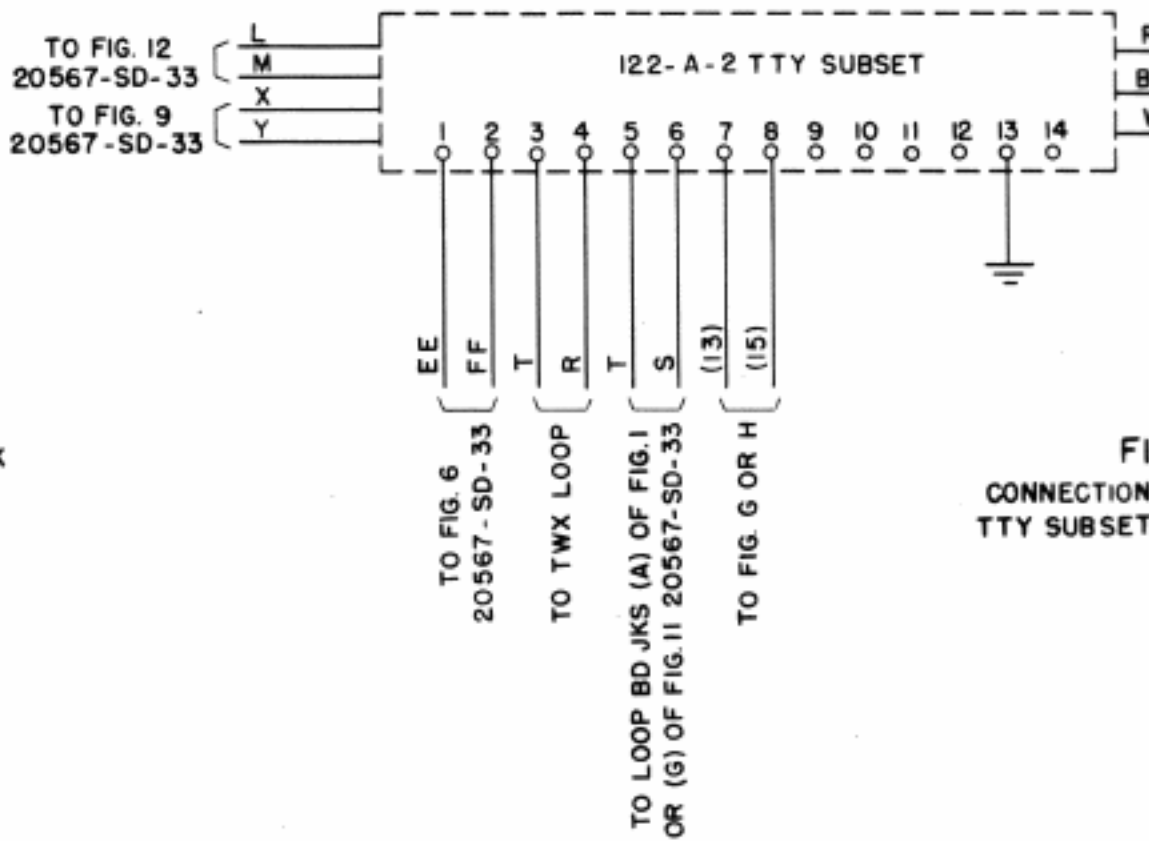 TO FIG. 12
20567-SD-33
L
M
TO FIG. 9
20567-SD-33
X
Y
122-A-2 TTY SUBSET
1 2 3 4 5 6 7 8 9 10 11 12 13 14
EE FF T R T S (13) (15)
TO FIG. 6
20567-SD-33
TO TWX LOOP
TO LOOP BD JKS (A) OF FIG. 1
OR (G) OF FIG. 11 20567-SD-33
TO FIG. G OR H
CONNECTION
TTY SUBSET